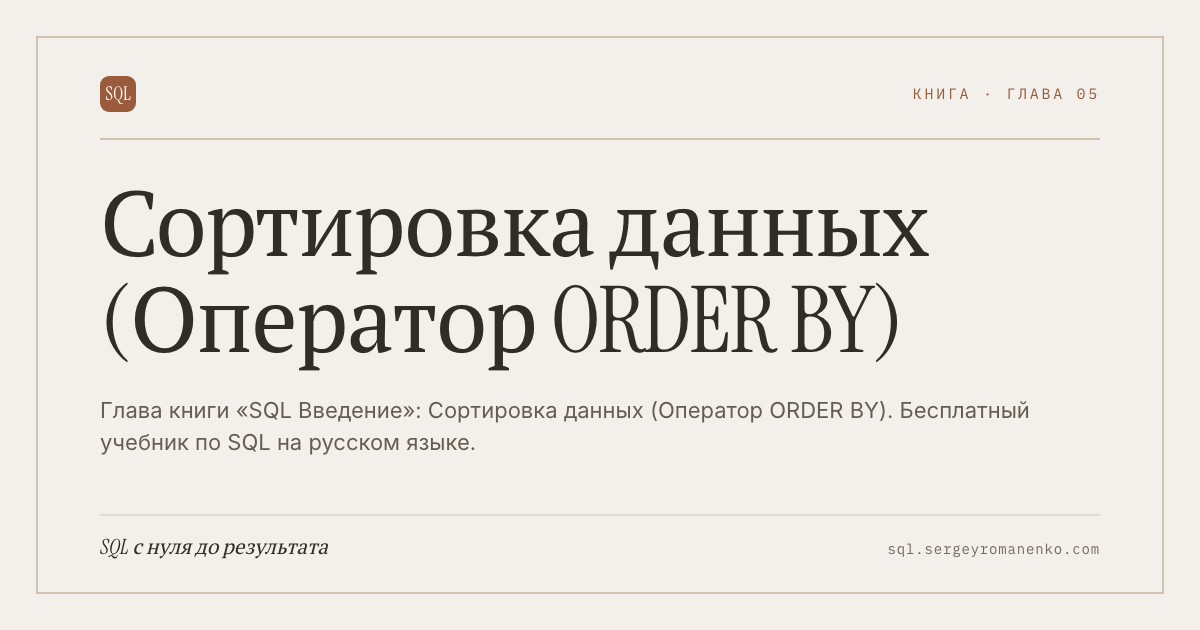 SQL
КНИГА · ГЛАВА 05
Сортировка данных
(Оператор ORDER BY)
Глава книги «SQL Введение»: Сортировка данных (Оператор ORDER BY). Бесплатный
учебник по SQL на русском языке.
SQL с нуля до результата
sql.sergeyromanenko.com